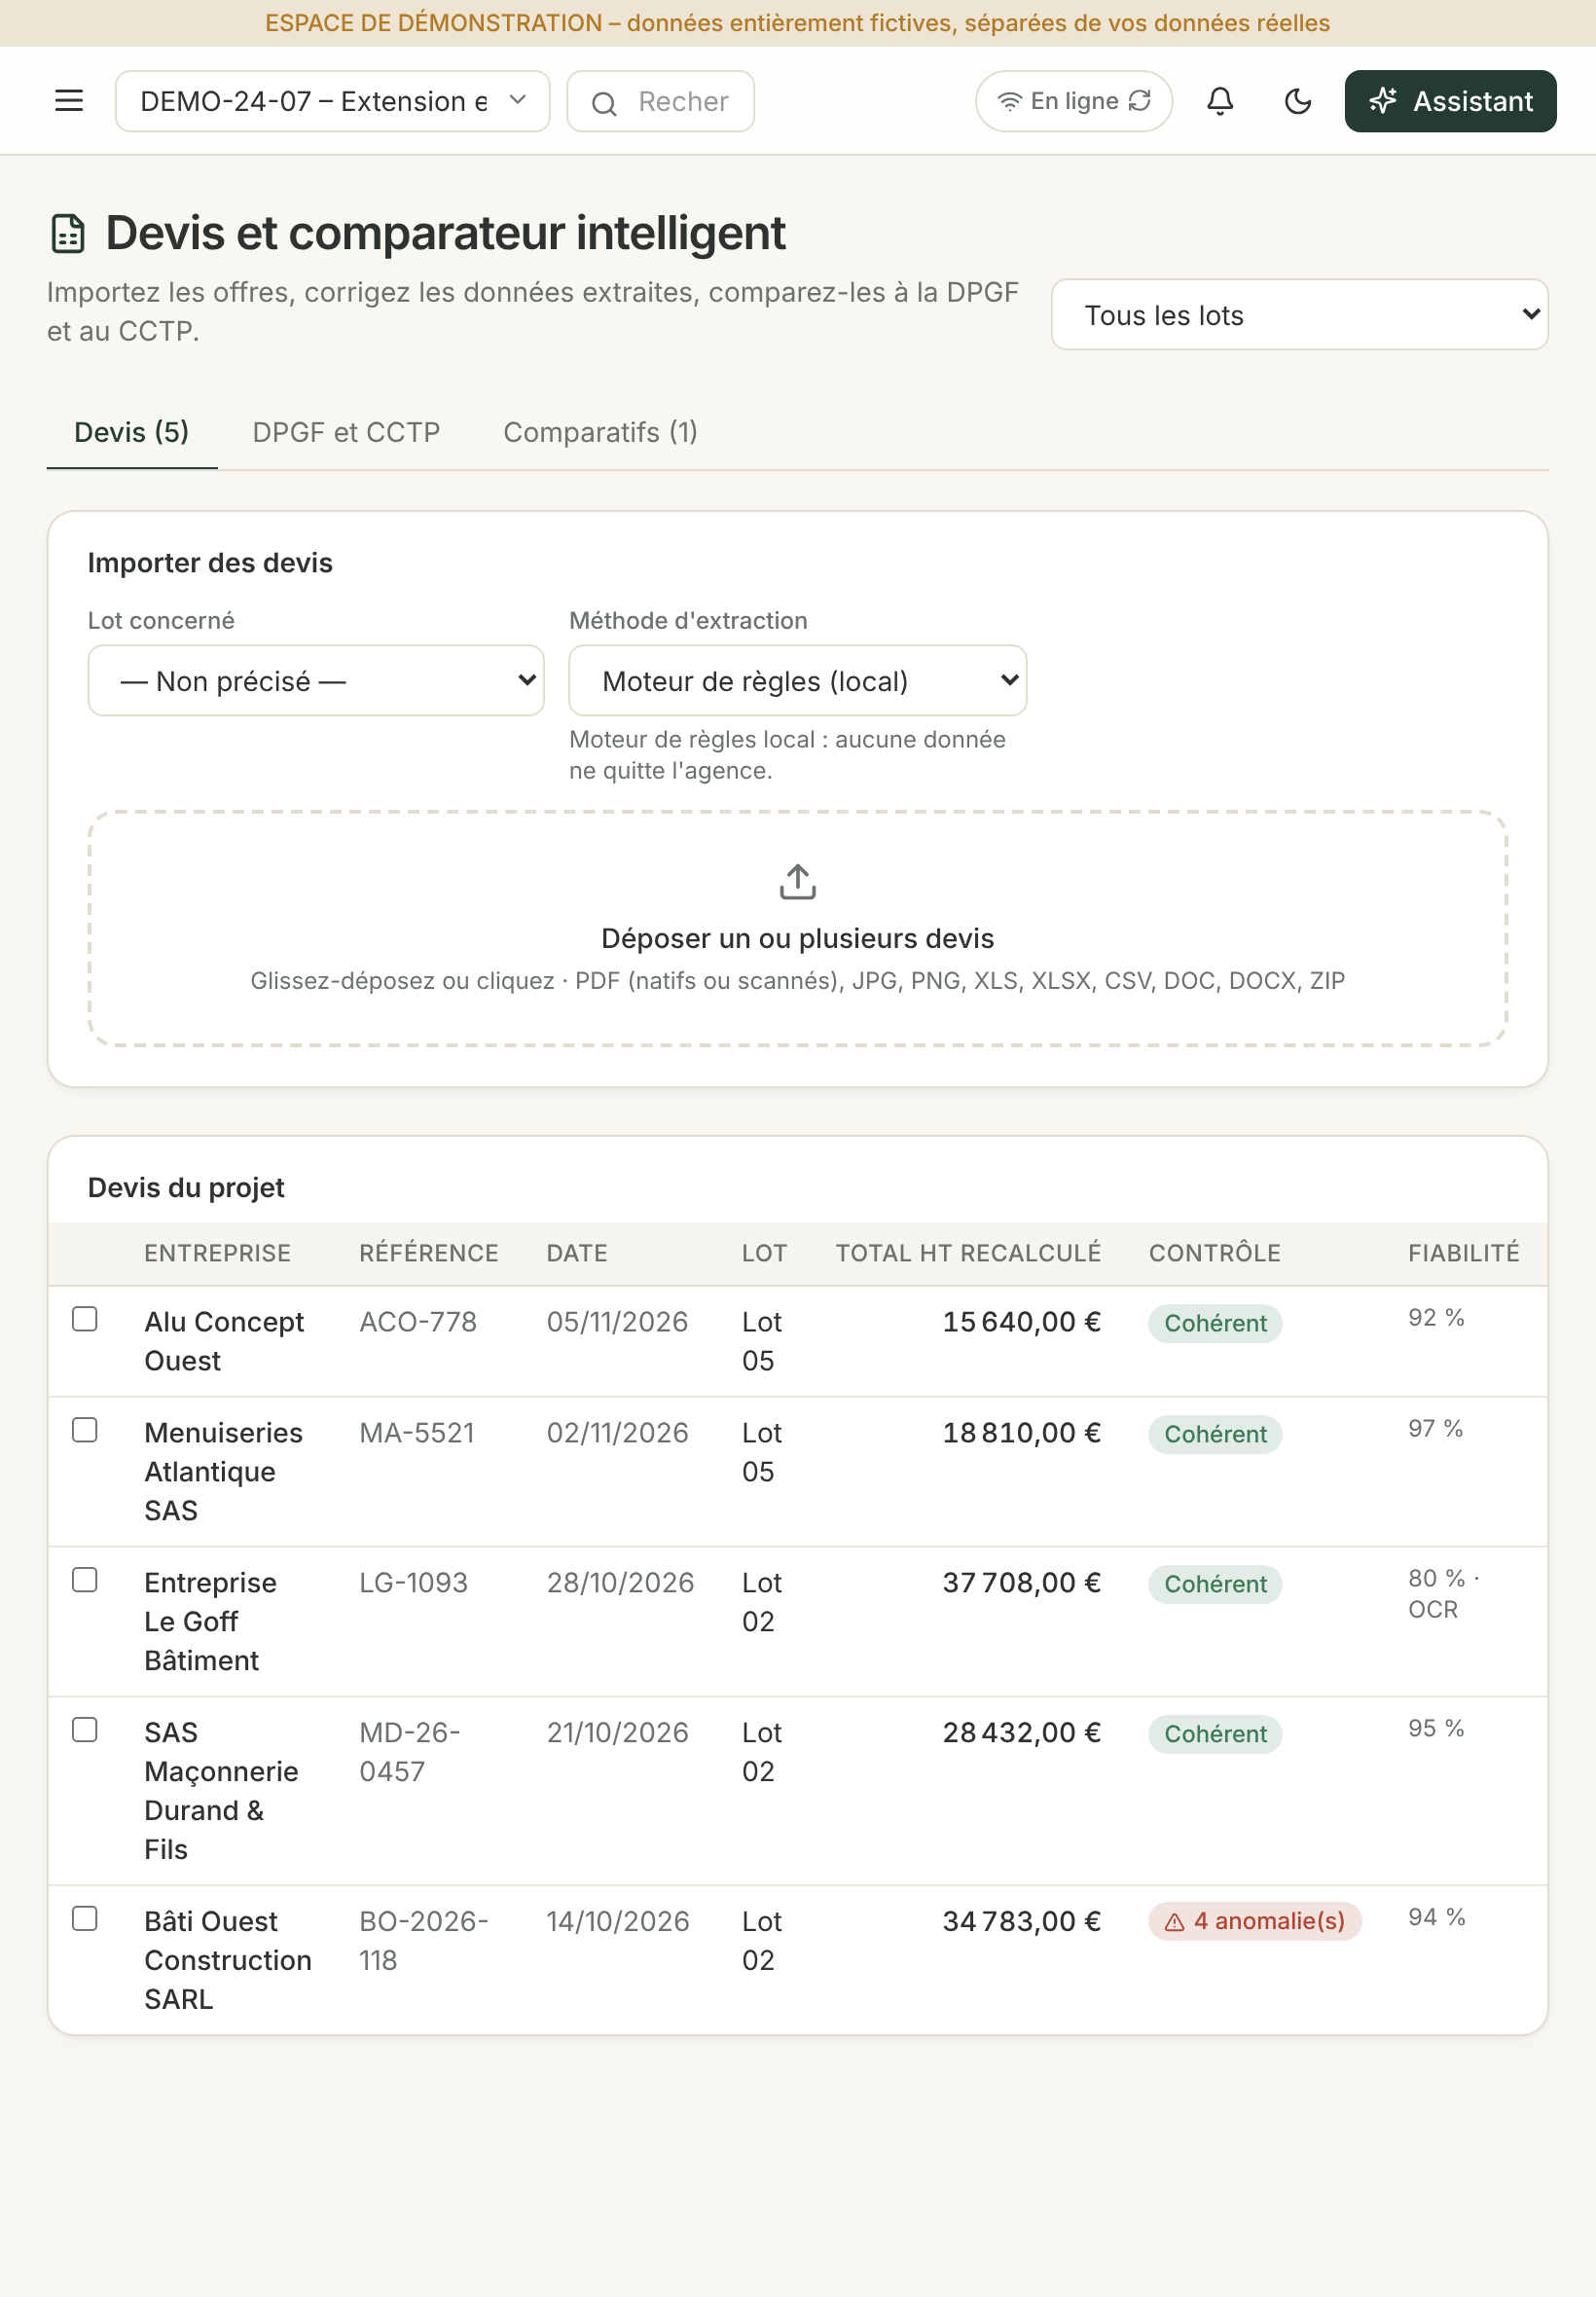 ESPACE DE DÉMONSTRATION – données entièrement fictives, séparées de vos données réelles
DEMO-24-07 – Extension e
Recher
En ligne
Assistant
Devis et comparateur intelligent
Importez les offres, corrigez les données extraites, comparez-les à la DPGF
et au CCTP.
Tous les lots
Devis (5)
DPGF et CCTP
Comparatifs (1)
Importer des devis
Lot concerné
Méthode d'extraction
— Non précisé —
Moteur de règles (local)
Moteur de règles local : aucune donnée
ne quitte l'agence.
Déposer un ou plusieurs devis
Glissez-déposez ou cliquez · PDF (natifs ou scannés), JPG, PNG, XLS, XLSX, CSV, DOC, DOCX, ZIP
Devis du projet
ENTREPRISE RÉFÉRENCE DATE LOT TOTAL HT RECALCULÉ CONTRÔLE FIABILITÉ
Alu Concept ACO-778 05/11/2026 Lot 15 640,00 € Cohérent 92 %
Ouest 05
Menuiseries MA-5521 02/11/2026 Lot 18 810,00 € Cohérent 97 %
Atlantique 05
SAS
Entreprise LG-1093 28/10/2026 Lot 37 708,00 € Cohérent 80 % ·
Le Goff 02 OCR
Bâtiment
SAS MD-26- 21/10/2026 Lot 28 432,00 € Cohérent 95 %
Maçonnerie 0457 02
Durand &
Fils
Bâti Ouest BO-2026- 14/10/2026 Lot 34 783,00 € 4 anomalie(s) 94 %
Construction 118 02
SARL